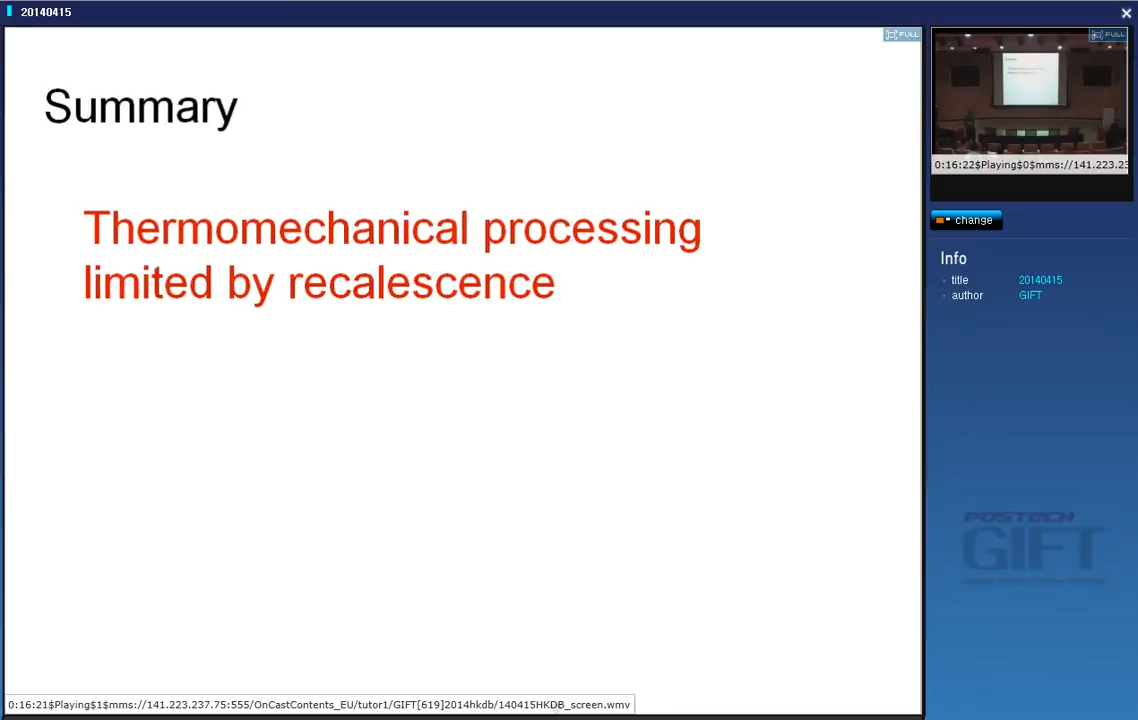 20140415
FULL
Summary
Thermomechanical processing
limited by recalescence
0:16:21$Playing$1$mms://141.223.237.75:555/OnCastContents_EU/tutor1/GIFT[619]2014hkdb/140415HKDB_screen.wmv
FULL
0:16:22$Playing$0$mms://141.223.23
change
Info
title 20140415
author GIFT
POSTECH
GIFT